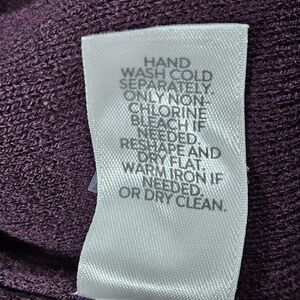 HAND
WASH COLD
SEPARATELY.
ONLY NON-
CHLORINE
BLEACH IF
NEEDED.
RESHAPE AND
DRY FLAT.
WARM IRON IF
NEEDED.
OR DRY CLEAN.